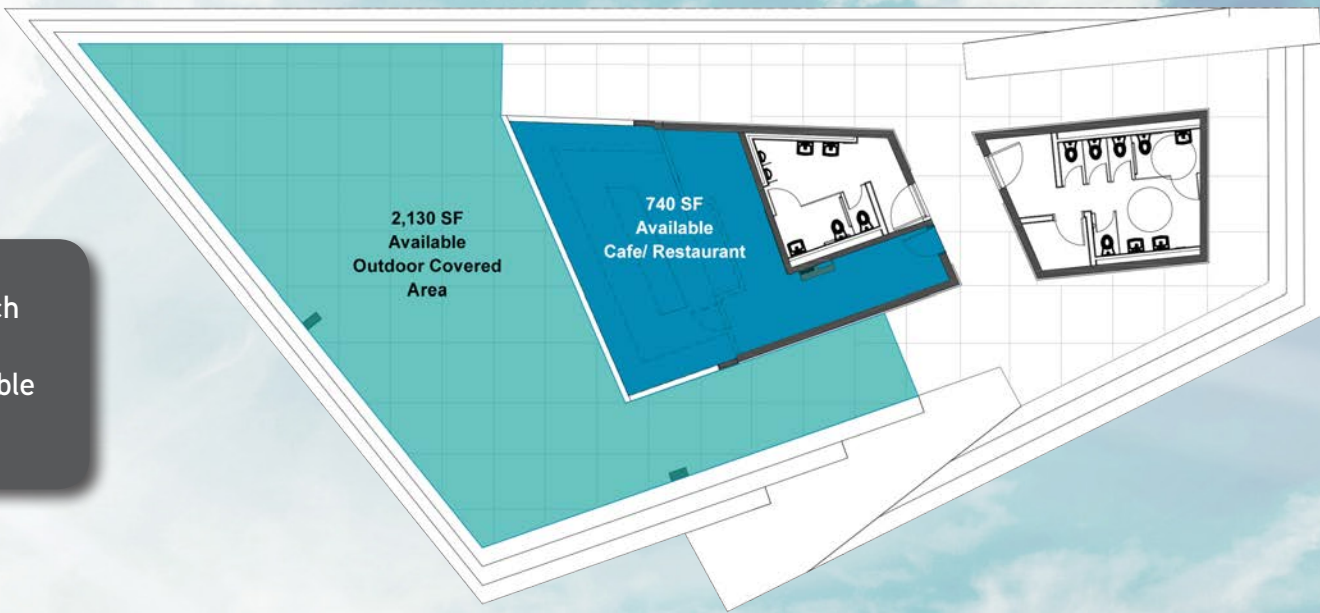 2,130 SF
Available
Outdoor Covered
Area
740 SF
Available
Cafe/ Restaurant